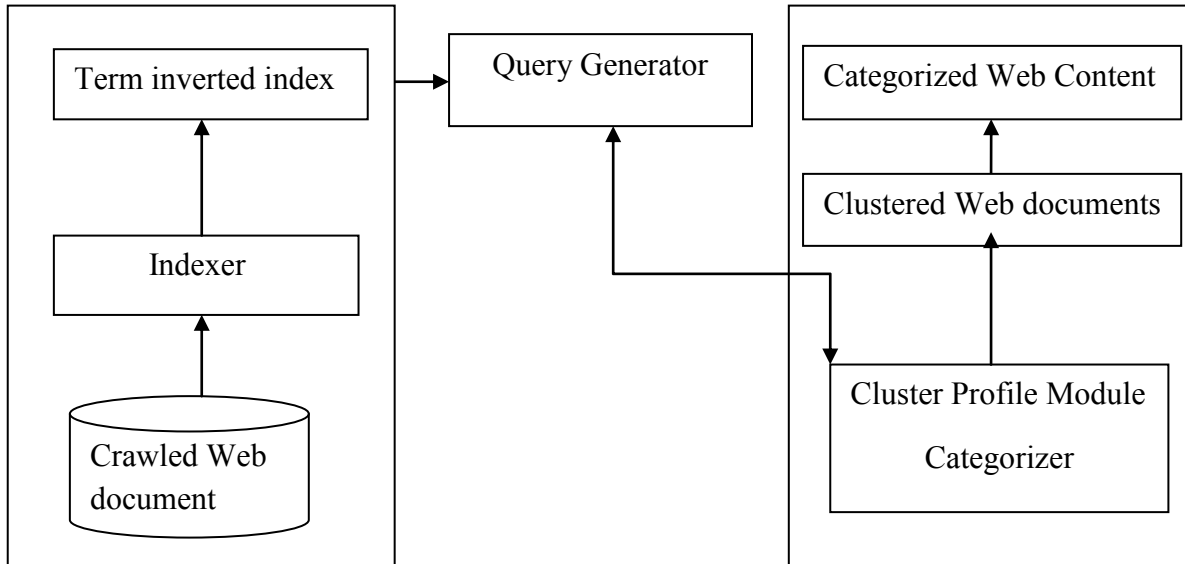 Term inverted index
Indexer
Crawled Web
document
Query Generator
Categorized Web Content
Clustered Web documents
Cluster Profile Module
Categorizer